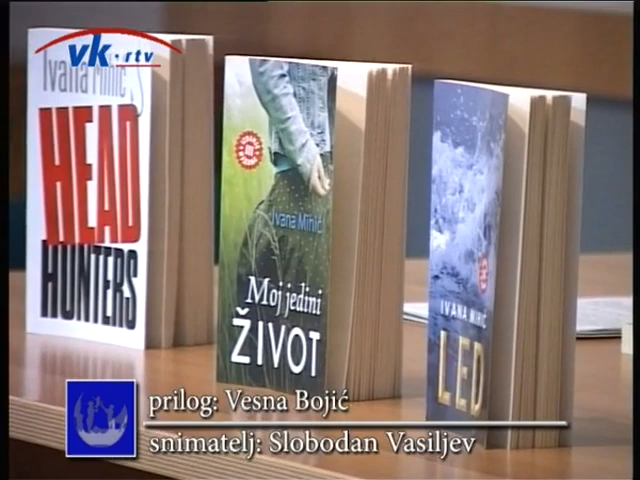 vk.rtv
Ivana Mihić
HEAD
HUNTERS
Ivana Mihić
Moj jedini
ŽIVOT
IVANA MIHIĆ
LED
prilog: Vesna Bojić
snimatelj: Slobodan Vasiljev